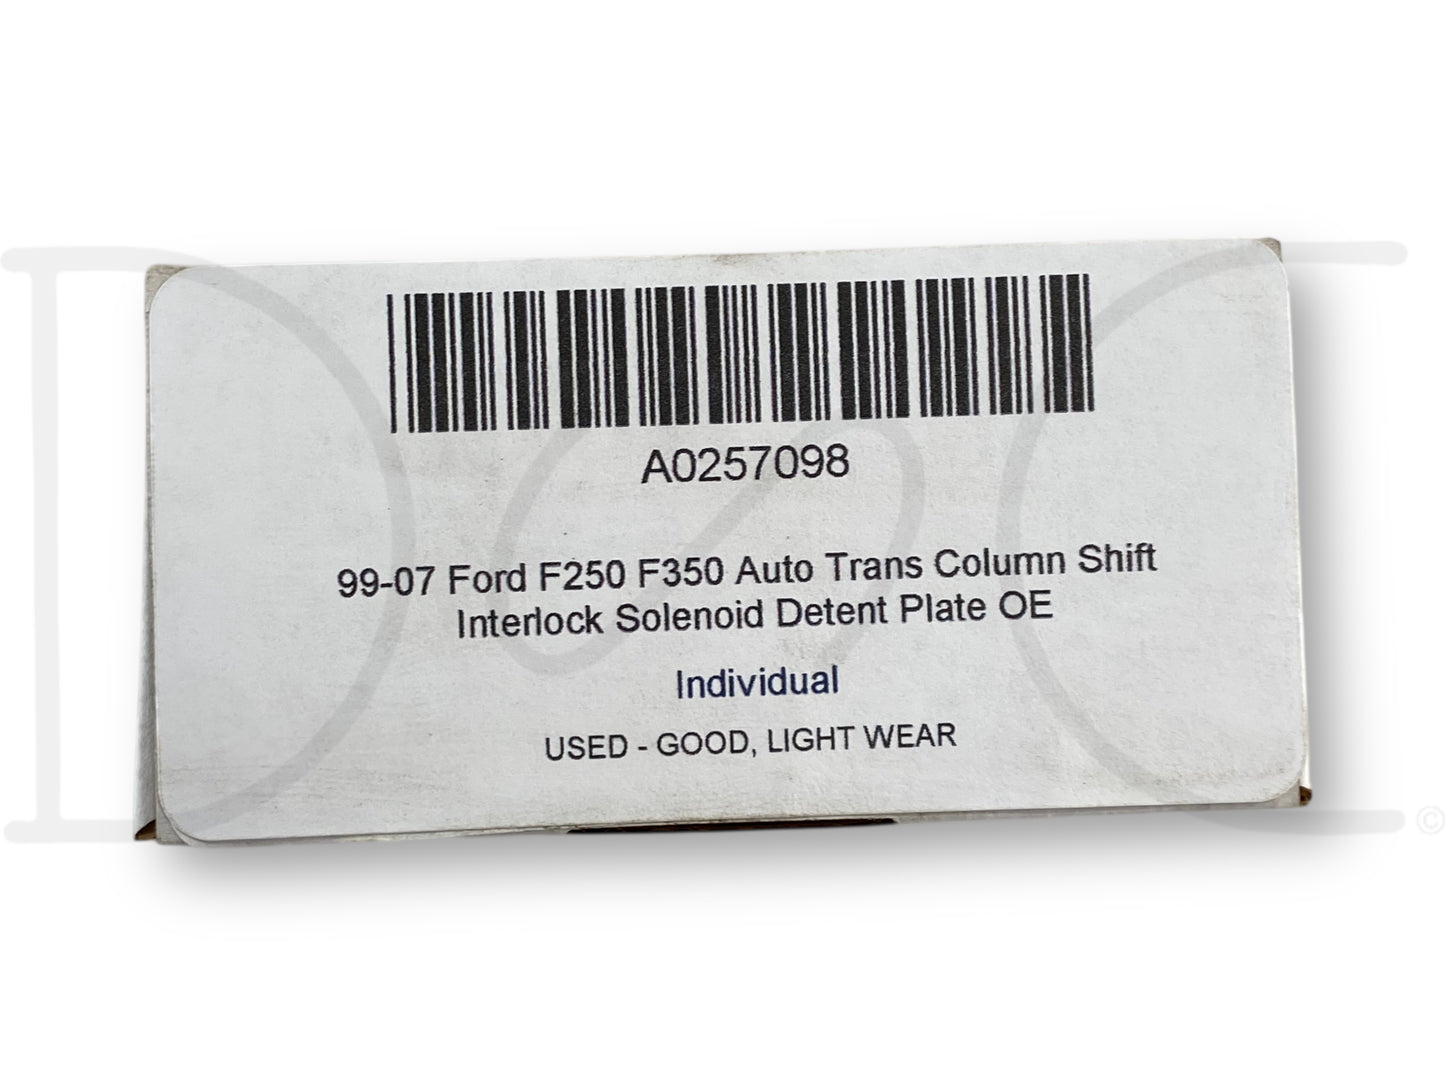 A0257098
99-07 Ford F250 F350 Auto Trans Column Shift
Interlock Solenoid Detent Plate OE
Individual
USED - GOOD, LIGHT WEAR
©